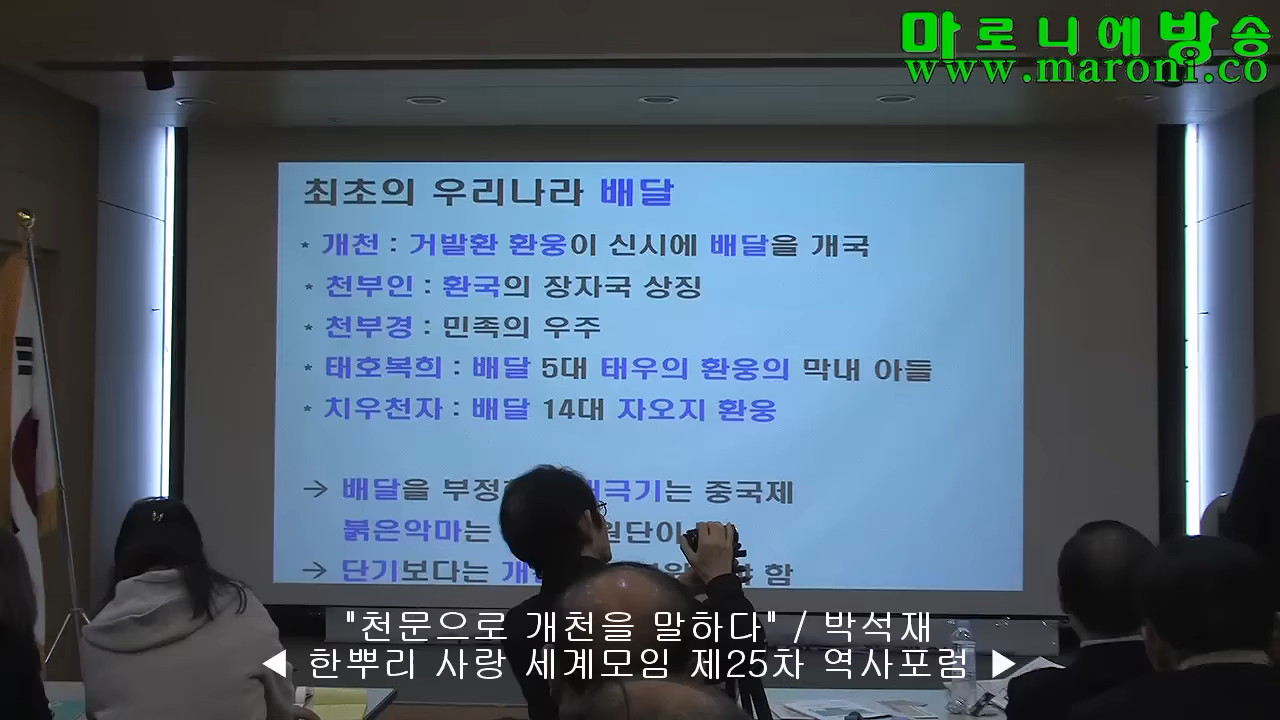 마로니에방송
www.maroni.co
최초의 우리나라 배달
* 개천 : 거발환 환웅이 신시에 배달을 개국
* 천부인 : 환국의 장자국 상징
* 천부경 : 민족의 우주
* 태호복희 : 배달 5대 태우의 환웅의 막내 아들
* 치우천자 : 배달 14대 자오지 환웅
→ 배달을 는 중국제
붉은악마는
→ 단기보다는 함
"천문으로 개천을 말하다" / 박석재
◀ 한뿌리 사랑 세계모임 제25차 역사포럼 ▶